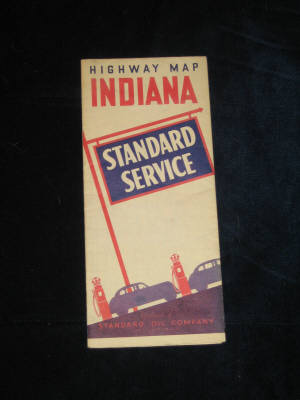 HIGHWAY MAP
INDIANA
STANDARD
SERVICE
STANDARD OIL COMPANY